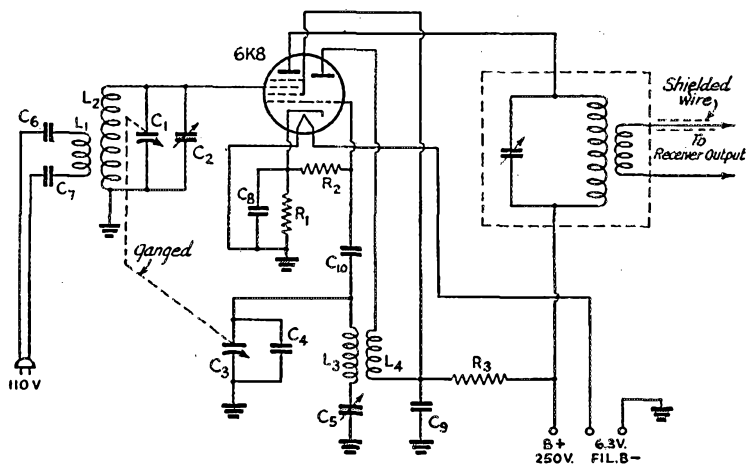 6K8
Shielded
wire,
To
Receiver Output
L2
C6
L1
C1
C2
C7
R2
C8
R1
C10
Ganged
C4
L3
L4
R3
C3
C5
C9
110 V
B+
250V.
6.3V.
FIL.B-